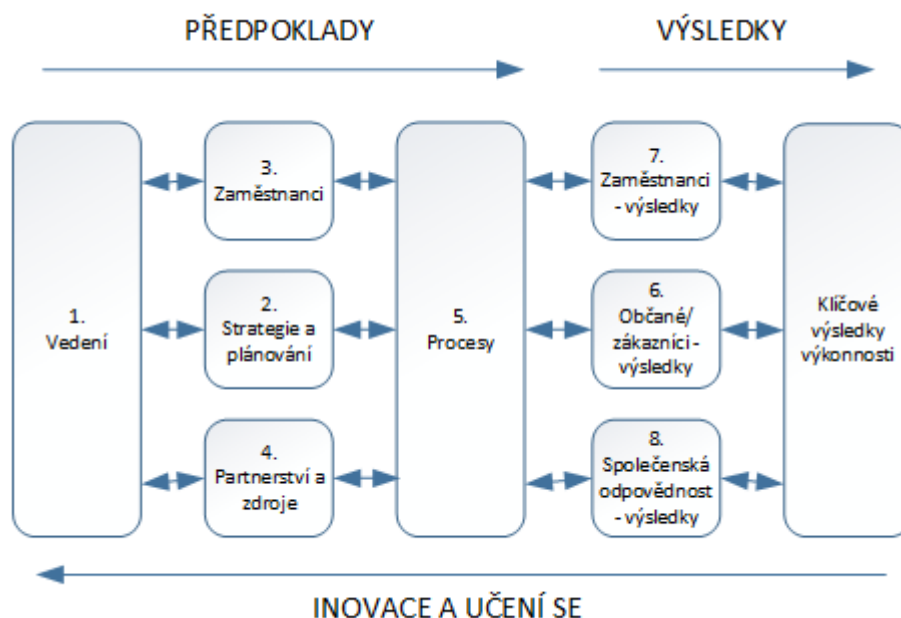 PŘEDPOKLADY
VÝSLEDKY
1.
Vedení
3.
Zaměstnanci
2.
Strategie a
plánování
4.
Partnerství a
zdroje
5.
Procesy
7.
Zaměstnanci
- výsledky
6.
Občané/
zákazníci -
výsledky
8.
Společenská
odpovědnost
- výsledky
Klíčové
výsledky
výkonnosti
INOVACE A UČENÍ SE